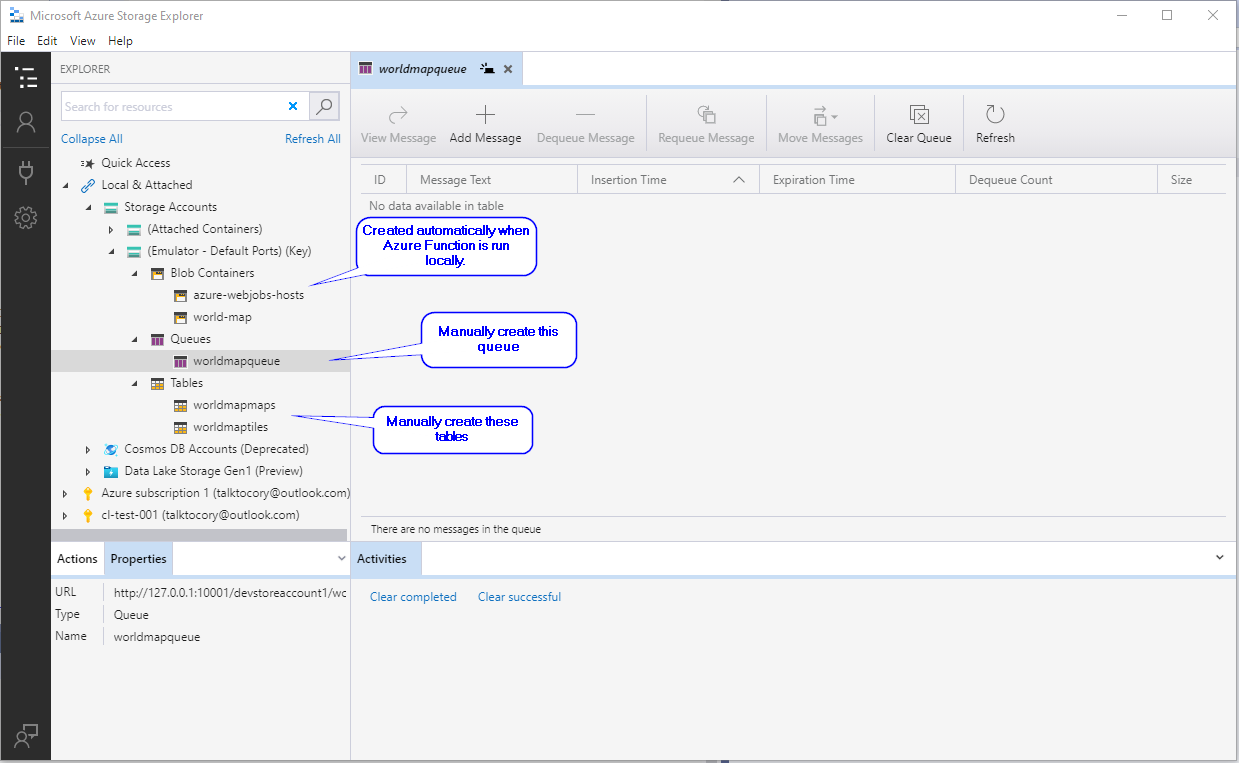 Microsoft Azure Storage Explorer
File Edit View Help
EXPLORER
Search for resources
Collapse All Refresh All
Quick Access
Local & Attached
Storage Accounts
(Attached Containers)
(Emulator - Default Ports) (Key)
Blob Containers
azure-webjobs-hosts
world-map
Queues
worldmapqueue
Tables
worldmapmaps
worldmaptiles
Cosmos DB Accounts (Deprecated)
Data Lake Storage Gen1 (Preview)
Azure subscription 1 (talktocory@outlook.com)
cl-test-001 (talktocory@outlook.com)
Actions Properties
URL http://127.0.0.1:10001/devstoreaccount1/wc
Type Queue
Name worldmapqueue
worldmapqueue
View Message Add Message Dequeue Message Requeue Message Move Messages Clear Queue Refresh
ID Message Text Insertion Time Expiration Time Dequeue Count Size
No data available in table
Created automatically when
Azure Function is run
locally.
Manually create this
queue
Manually create these
tables
There are no messages in the queue
Activities
Clear completed Clear successful